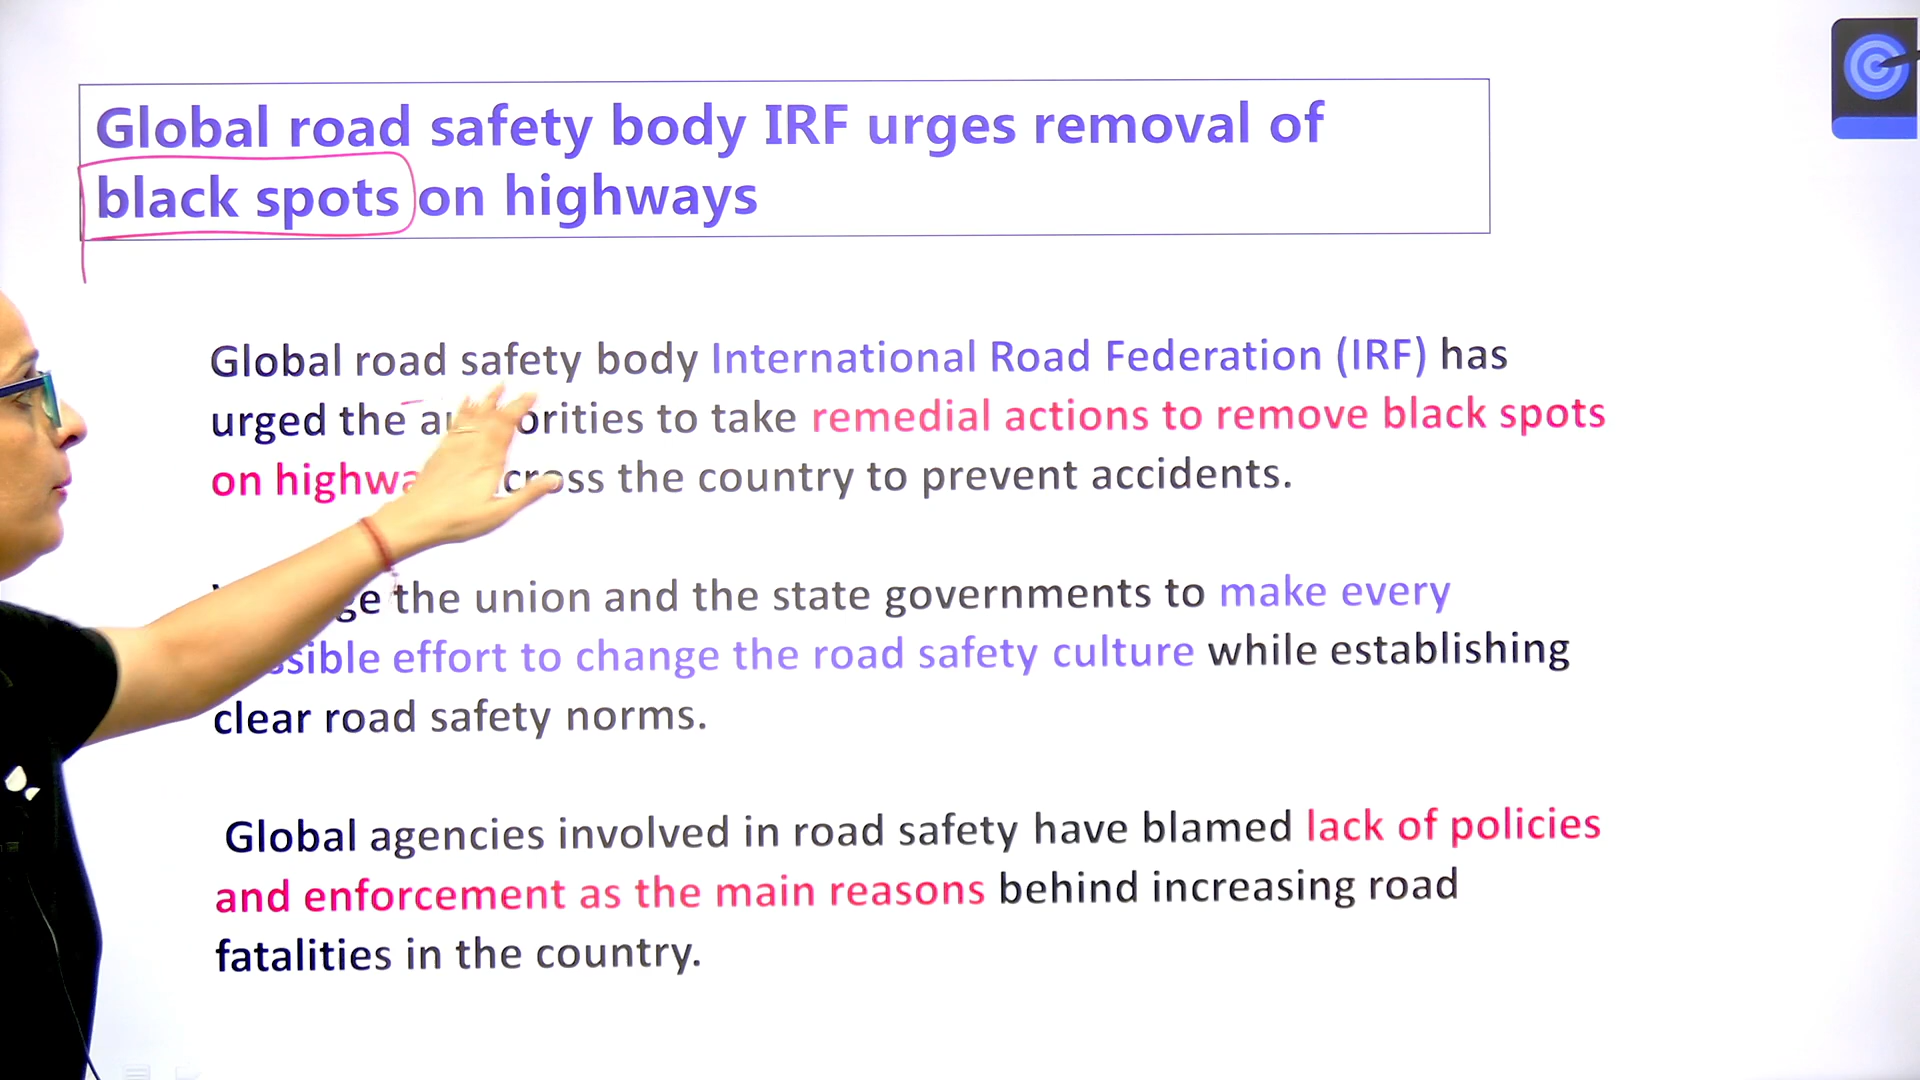 Global road safety body IRF urges removal of
black spots on highways
Global road safety body International Road Federation (IRF) has
urged the to take remedial actions to remove black spots
on the country to prevent accidents.
the union and the state governments to make every
effort to change the road safety culture while establishing
clear road safety norms.
Global agencies involved in road safety have blamed lack of policies
and enforcement as the main reasons behind increasing road
fatalities in the country.